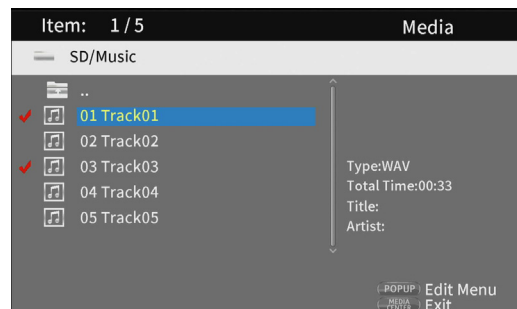 Item: 1/5 Media
SD/Music
..
01 Track01
02 Track02
03 Track03
04 Track04
05 Track05
Type:WAV
Total Time:00:33
Title:
Artist:
POPUP Edit Menu
MEDIA CENTER Exit